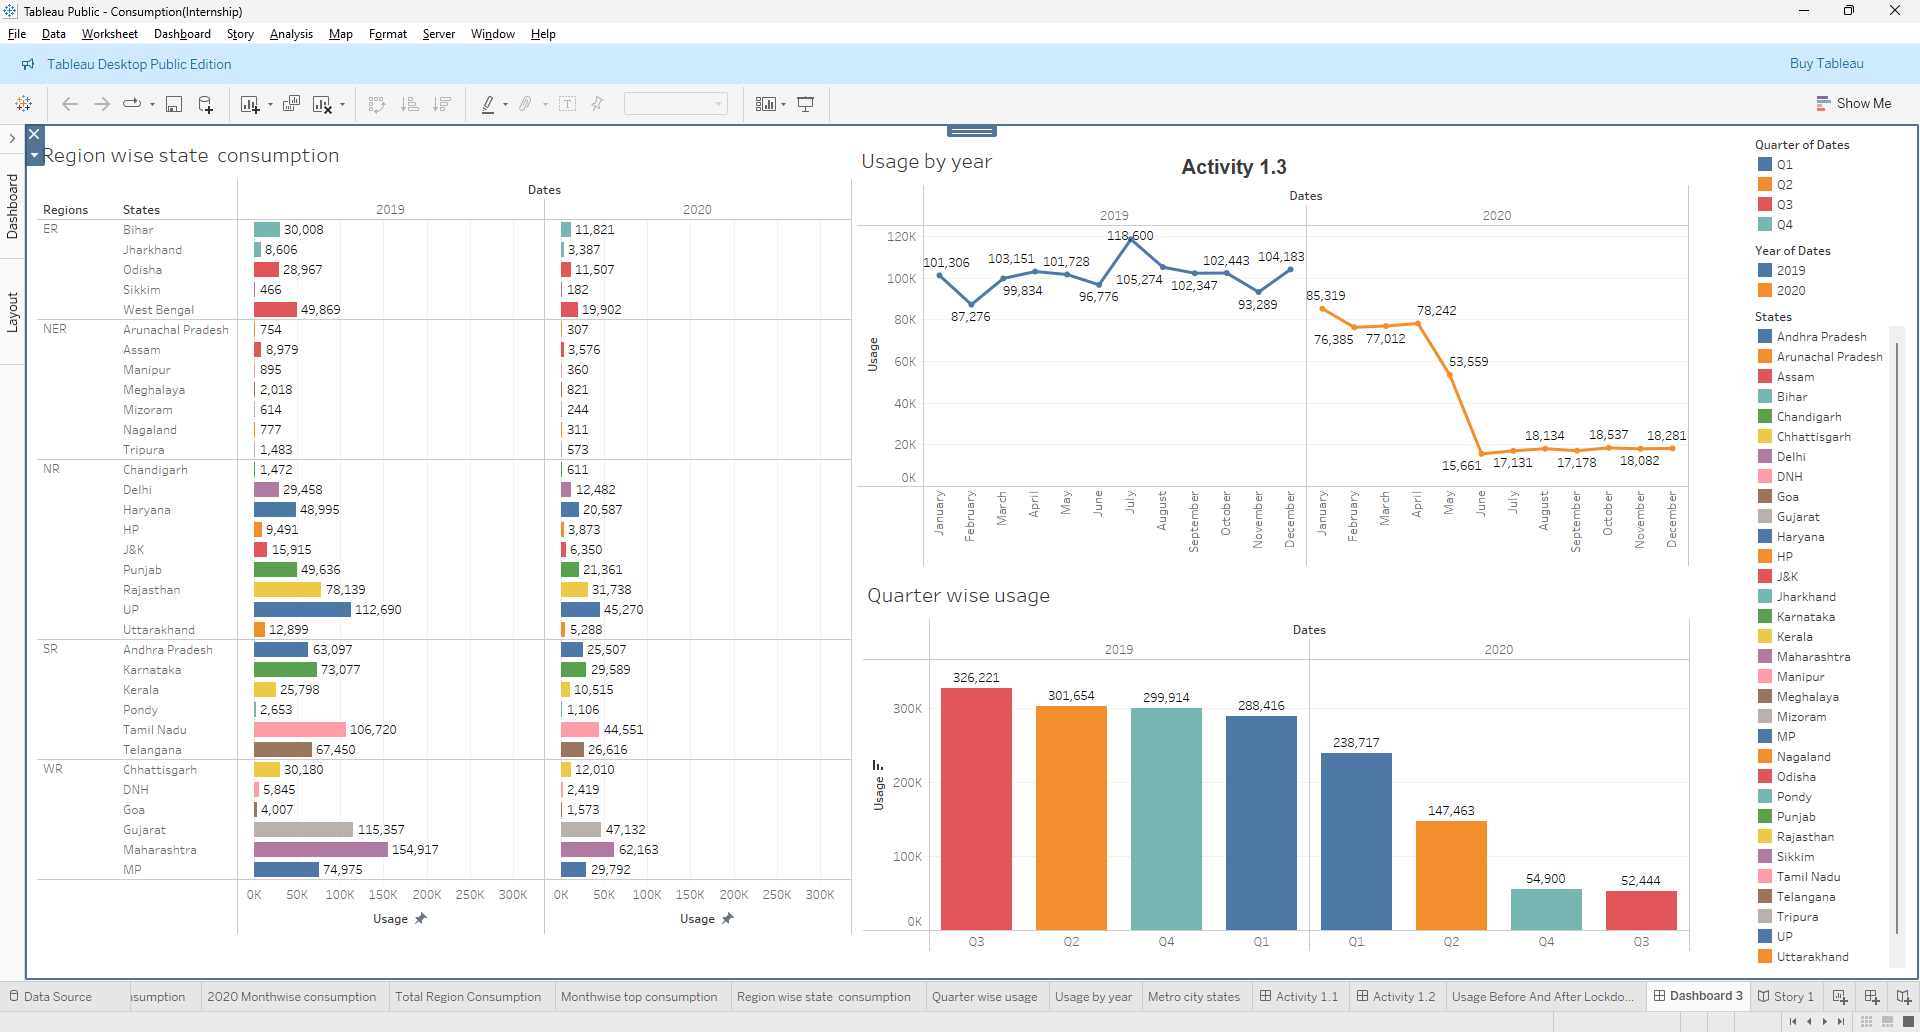 Tableau Public - Consumption(Internship)
File Data Worksheet Dashboard Story Analysis Map Format Server Window Help
Tableau Desktop Public Edition
Buy Tableau
Show Me
Dashboard
Layout
Region wise state consumption
Dates
Regions States 2019 2020
ER Bihar 30,008 11,821
Jharkhand 8,606 3,387
Odisha 28,967 11,507
Sikkim 466 182
West Bengal 49,869 19,902
NER Arunachal Pradesh 754 307
Assam 8,979 3,576
Manipur 895 360
Meghalaya 2,018 821
Mizoram 614 244
Nagaland 777 311
Tripura 1,483 573
NR Chandigarh 1,472 611
Delhi 29,458 12,482
Haryana 48,995 20,587
HP 9,491 3,873
J&K 15,915 6,350
Punjab 49,636 21,361
Rajasthan 78,139 31,738
UP 112,690 45,270
Uttarakhand 12,899 5,288
SR Andhra Pradesh 63,097 25,507
Karnataka 73,077 29,589
Kerala 25,798 10,515
Pondy 2,653 1,106
Tamil Nadu 106,720 44,551
Telangana 67,450 26,616
WR Chhattisgarh 30,180 12,010
DNH 5,845 2,419
Goa 4,007 1,573
Gujarat 115,357 47,132
Maharashtra 154,917 62,163
MP 74,975 29,792
0K 50K 100K 150K 200K 250K 300K 0K 50K 100K 150K 200K 250K 300K
Usage Usage
Usage by year
Activity 1.3
Dates
2019 2020
Usage
120K
100K
80K
60K
40K
20K
0K
101,306
87,276
103,151
99,834
101,728
96,776
118,600
105,274
102,347
102,443
93,289
104,183
85,319
76,385
77,012
78,242
53,559
15,661
17,131
18,134
17,178
18,537
18,082
18,281
January February March April May June July August September October November December January February March April May June July August September October November December
Quarter wise usage
Dates
2019 2020
Usage
300K
200K
100K
0K
326,221
301,654
299,914
288,416
238,717
147,463
54,900
52,444
Q3 Q2 Q4 Q1 Q1 Q2 Q4 Q3
Quarter of Dates
Q1
Q2
Q3
Q4
Year of Dates
2019
2020
States
Andhra Pradesh
Arunachal Pradesh
Assam
Bihar
Chandigarh
Chhattisgarh
Delhi
DNH
Goa
Gujarat
Haryana
HP
J&K
Jharkhand
Karnataka
Kerala
Maharashtra
Manipur
Meghalaya
Mizoram
MP
Nagaland
Odisha
Pondy
Punjab
Rajasthan
Sikkim
Tamil Nadu
Telangana
Tripura
UP
Uttarakhand
Data Source sumption 2020 Monthwise consumption Total Region Consumption Monthwise top consumption Region wise state consumption Quarter wise usage Usage by year Metro city states Activity 1.1 Activity 1.2 Usage Before And After Lockdo... Dashboard 3 Story 1